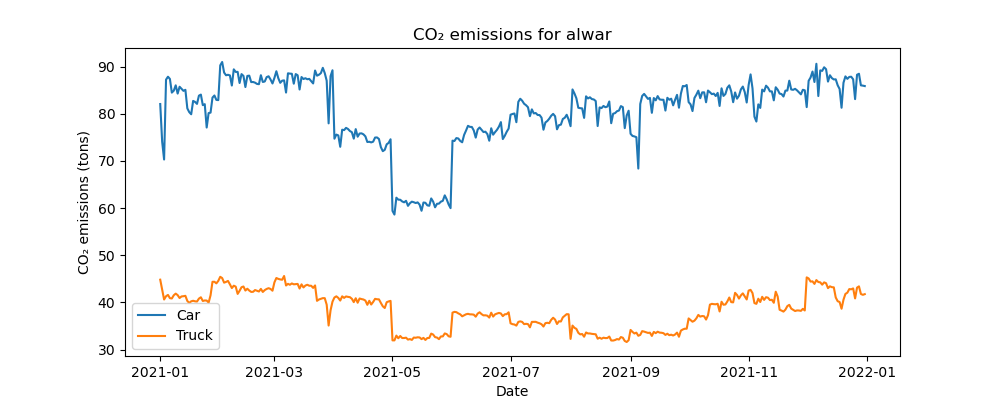 CO₂ emissions for alwar
CO₂ emissions (tons)
90
80
70
60
50
40
30
Car
Truck
2021-01
2021-03
2021-05
2021-07
2021-09
2021-11
2022-01
Date